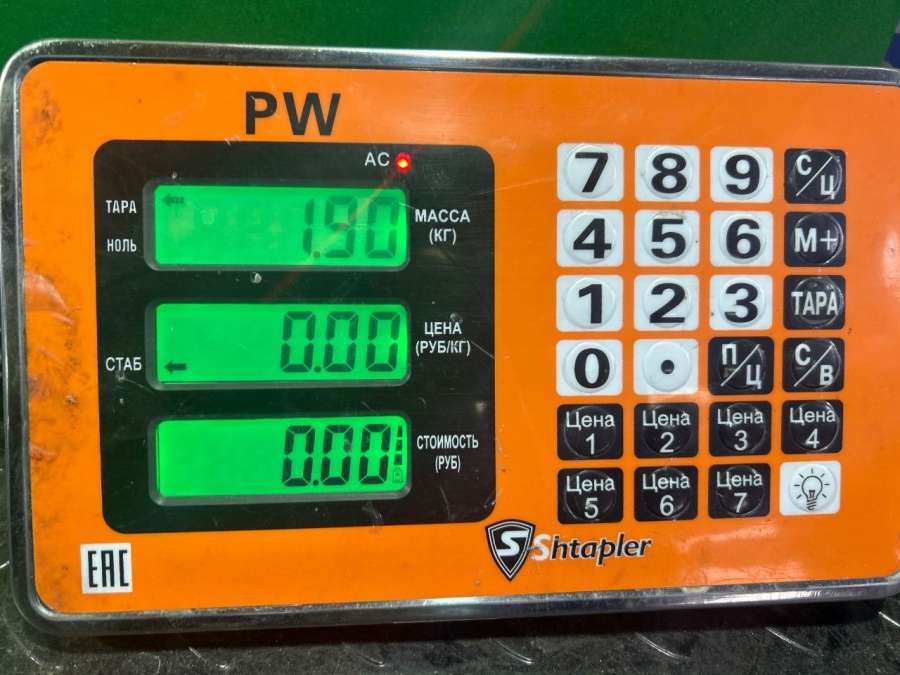 PW
AC
ТАРА
НОЛЬ
1.90
МАССА
(КГ)
СТАБ
0.00
ЦЕНА
(РУБ/КГ)
0.00
СТОИМОСТЬ
(РУБ)
7 8 9 С/Ц
4 5 6 М+
1 2 3 ТАРА
0 • П/Ц С/В
Цена 1 Цена 2 Цена 3 Цена 4
Цена 5 Цена 6 Цена 7
S Shtapler
EAC